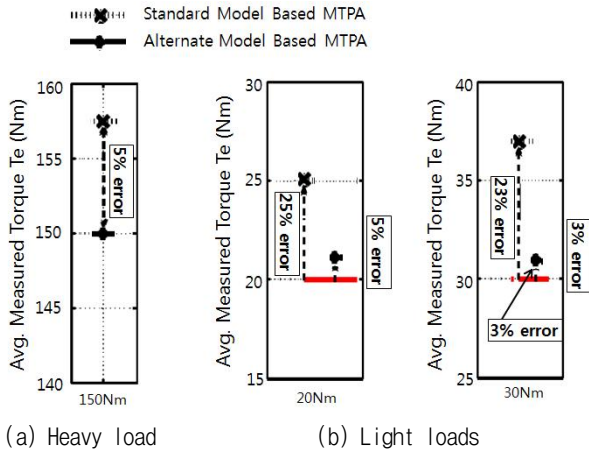 Standard Model Based MTPA
Alternate Model Based MTPA
Avg. Measured Torque Te (Nm)
160
155
150
145
140
5% error
150Nm
(a) Heavy load
Avg. Measured Torque Te (Nm)
30
25
20
15
25% error
5% error
20Nm
Avg. Measured Torque Te (Nm)
40
35
30
25
23% error
3% error
3% error
30Nm
(b) Light loads